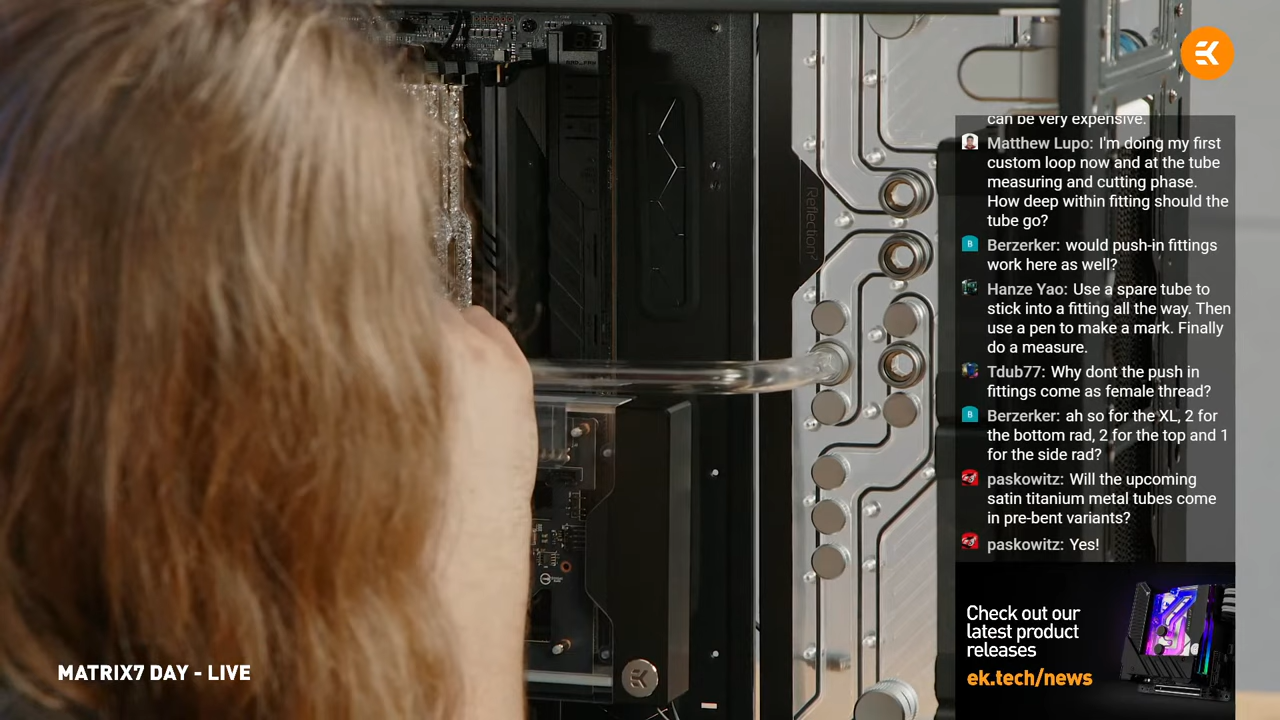 can be very expensive.
Matthew Lupo: I'm doing my first
custom loop now and at the tube
measuring and cutting phase.
How deep within fitting should the
tube go?
B Berzerker: would push-in fittings
work here as well?
Hanze Yao: Use a spare tube to
stick into a fitting all the way. Then
use a pen to make a mark. Finally
do a measure.
Tdub77: Why dont the push in
fittings come as female thread?
B Berzerker: ah so for the XL, 2 for
the bottom rad, 2 for the top and 1
for the side rad?
paskowitz: Will the upcoming
satin titanium metal tubes come
in pre-bent variants?
paskowitz: Yes!
Reflection²
Check out our
latest product
releases
ek.tech/news
MATRIX7 DAY - LIVE